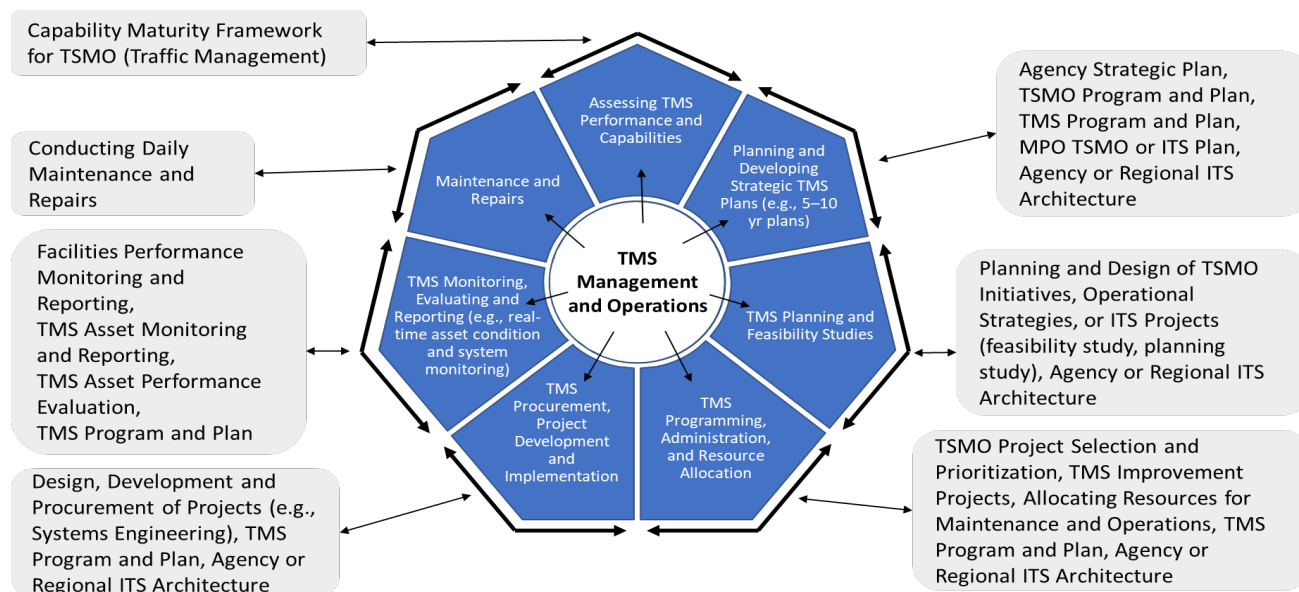 Capability Maturity Framework
for TSMO (Traffic Management)
Agency Strategic Plan,
TSMO Program and Plan,
TMS Program and Plan,
MPO TSMO or ITS Plan,
Agency or Regional ITS
Architecture
Conducting Daily
Maintenance and
Repairs
Facilities Performance
Monitoring and
Reporting,
TMS Asset Monitoring
and Reporting,
TMS Asset Performance
Evaluation,
TMS Program and Plan
Planning and Design of TSMO
Initiatives, Operational
Strategies, or ITS Projects
(feasibility study, planning
study), Agency or Regional ITS
Architecture
Design, Development and
Procurement of Projects (e.g.,
Systems Engineering), TMS
Program and Plan, Agency or
Regional ITS Architecture
TSMO Project Selection and
Prioritization, TMS Improvement
Projects, Allocating Resources for
Maintenance and Operations, TMS
Program and Plan, Agency or
Regional ITS Architecture
Assessing TMS
Performance and
Capabilities
Planning and
Developing
Strategic TMS
Plans (e.g., 5–10
yr plans)
TMS Planning and
Feasibility Studies
TMS
Programming,
Administration,
and Resource
Allocation
TMS
Procurement,
Project
Development
and
Implementation
TMS Monitoring,
Evaluating and
Reporting (e.g., real-
time asset condition
and system
monitoring)
Maintenance and
Repairs
TMS
Management
and Operations